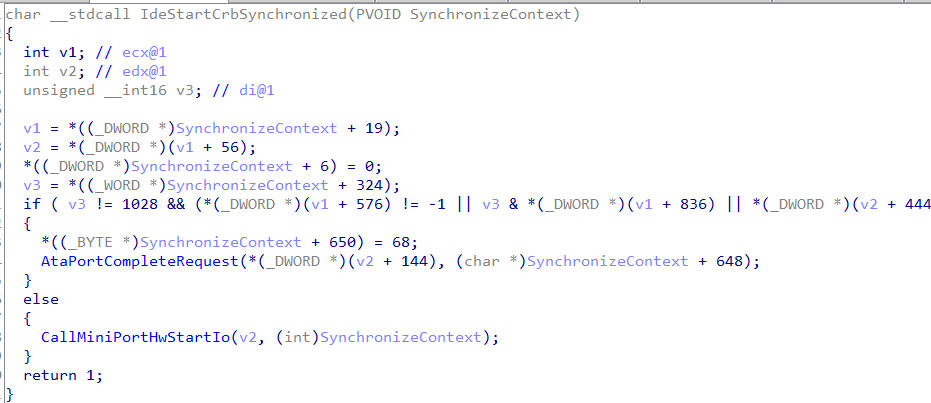 char __stdcall IdeStartCrbSynchronized(PVOID SynchronizeContext)
{
int v1; // ecx@1
int v2; // edx@1
unsigned __int16 v3; // di@1
v1 = *((_DWORD *)SynchronizeContext + 19);
v2 = *(_DWORD *)(v1 + 56);
*((_DWORD *)SynchronizeContext + 6) = 0;
v3 = *((_WORD *)SynchronizeContext + 324);
if ( v3 != 1028 && (*(_DWORD *)(v1 + 576) != -1 || v3 & *(_DWORD *)(v1 + 836) || *(_DWORD *)(v2 + 444
{
*((_BYTE *)SynchronizeContext + 650) = 68;
AtaPortCompleteRequest(*(_DWORD *)(v2 + 144), (char *)SynchronizeContext + 648);
}
else
{
CallMiniPortHwStartIo(v2, (int)SynchronizeContext);
}
return 1;
}